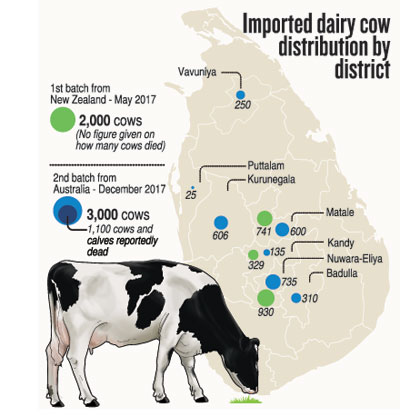 Imported dairy cow
distribution by
district
1st batch from
New Zealand - May 2017
2,000 COWS
(No figure given on
how many cows died)
2nd batch from
Australia - December 2017
3,000 COWS
1,100 cows and
calves reportedly
dead
Vavuniya
250
Puttalam
25
Kurunegala
606
Matale
741
600
Kandy
329
135
Nuwara-Eliya
735
930
Badulla
310